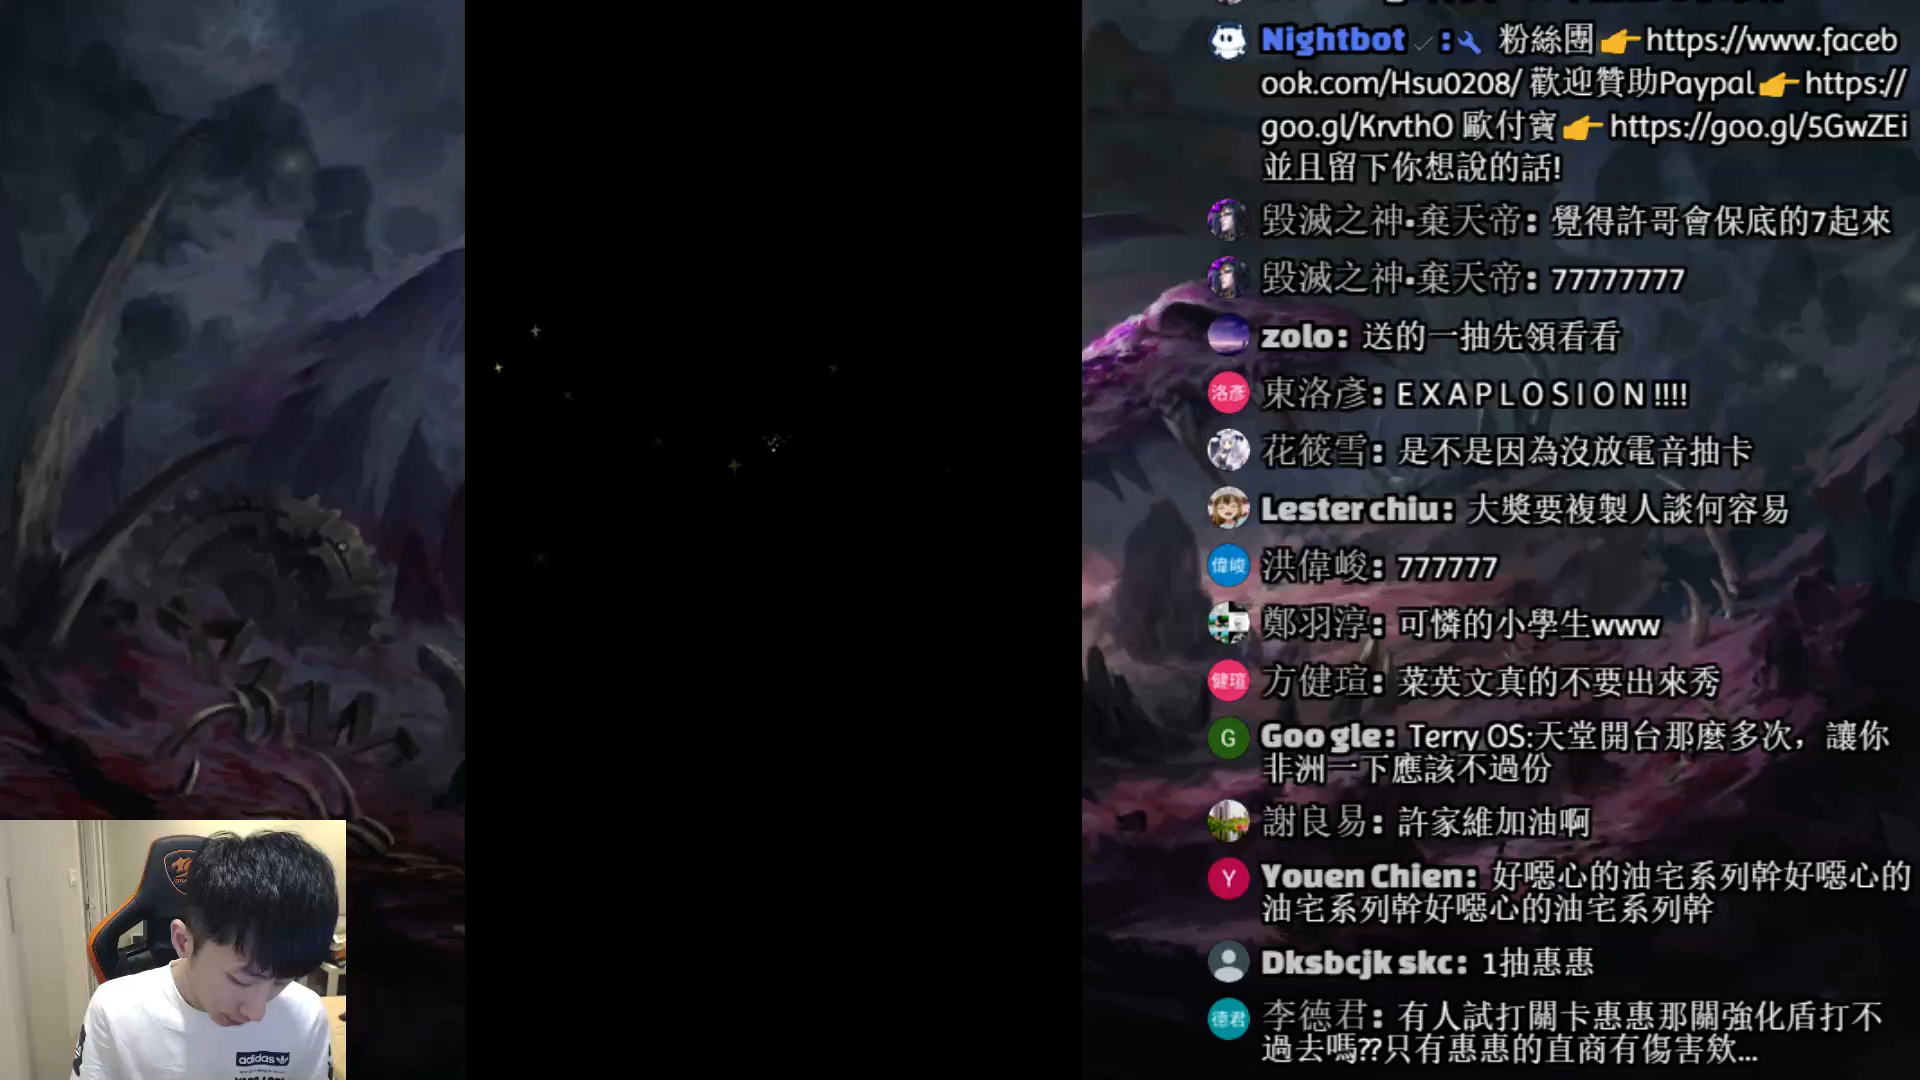 Nightbot : 粉絲團👉https://www.faceb
ook.com/Hsu0208/ 歡迎贊助Paypal👉https://
goo.gl/KrvthO 歐付寶👉https://goo.gl/5GwZEi
並且留下你想說的話!
毀滅之神•棄天帝: 覺得許哥會保底的7起來
毀滅之神•棄天帝: 77777777
zolo: 送的一抽先領看看
洛彥 東洛彥: E X A P L O S I O N !!!!
花筱雪: 是不是因為沒放電音抽卡
Lester chiu: 大獎要複製人談何容易
偉峻 洪偉峻: 777777
鄭羽淳: 可憐的小學生www
健瑄 方健瑄: 菜英文真的不要出來秀
G Goo gle: Terry OS:天堂開台那麼多次，讓你
非洲一下應該不過份
謝良易: 許家維加油啊
Y Youen Chien: 好噁心的油宅系列幹好噁心的
油宅系列幹好噁心的油宅系列幹
Dksbcjk skc: 1抽惠惠
德君 李德君: 有人試打關卡惠惠那關強化盾打不
過去嗎??只有惠惠的直商有傷害欸...
adidas